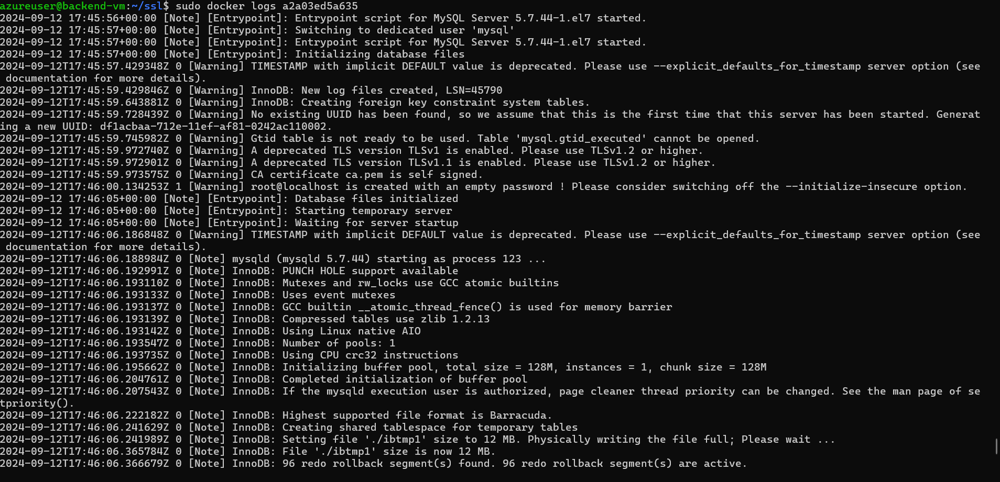 azureuser@backend-vm:~/ssl$ sudo docker logs a2a03ed5a635
2024-09-12 17:45:56+00:00 [Note] [Entrypoint]: Entrypoint script for MySQL Server 5.7.44-1.el7 started.
2024-09-12 17:45:57+00:00 [Note] [Entrypoint]: Switching to dedicated user 'mysql'
2024-09-12 17:45:57+00:00 [Note] [Entrypoint]: Entrypoint script for MySQL Server 5.7.44-1.el7 started.
2024-09-12 17:45:57+00:00 [Note] [Entrypoint]: Initializing database files
2024-09-12T17:45:57.429348Z 0 [Warning] TIMESTAMP with implicit DEFAULT value is deprecated. Please use --explicit_defaults_for_timestamp server option (see
 documentation for more details).
2024-09-12T17:45:59.429846Z 0 [Warning] InnoDB: New log files created, LSN=45790
2024-09-12T17:45:59.643881Z 0 [Warning] InnoDB: Creating foreign key constraint system tables.
2024-09-12T17:45:59.728439Z 0 [Warning] No existing UUID has been found, so we assume that this is the first time that this server has been started. Generat
ing a new UUID: df1acbaa-712e-11ef-af81-0242ac110002.
2024-09-12T17:45:59.745982Z 0 [Warning] Gtid table is not ready to be used. Table 'mysql.gtid_executed' cannot be opened.
2024-09-12T17:45:59.972740Z 0 [Warning] A deprecated TLS version TLSv1 is enabled. Please use TLSv1.2 or higher.
2024-09-12T17:45:59.972901Z 0 [Warning] A deprecated TLS version TLSv1.1 is enabled. Please use TLSv1.2 or higher.
2024-09-12T17:45:59.973575Z 0 [Warning] CA certificate ca.pem is self signed.
2024-09-12T17:46:00.134253Z 1 [Warning] root@localhost is created with an empty password ! Please consider switching off the --initialize-insecure option.
2024-09-12 17:46:05+00:00 [Note] [Entrypoint]: Database files initialized
2024-09-12 17:46:05+00:00 [Note] [Entrypoint]: Starting temporary server
2024-09-12 17:46:05+00:00 [Note] [Entrypoint]: Waiting for server startup
2024-09-12T17:46:06.186848Z 0 [Warning] TIMESTAMP with implicit DEFAULT value is deprecated. Please use --explicit_defaults_for_timestamp server option (see
 documentation for more details).
2024-09-12T17:46:06.188984Z 0 [Note] mysqld (mysqld 5.7.44) starting as process 123 ...
2024-09-12T17:46:06.192991Z 0 [Note] InnoDB: PUNCH HOLE support available
2024-09-12T17:46:06.193110Z 0 [Note] InnoDB: Mutexes and rw_locks use GCC atomic builtins
2024-09-12T17:46:06.193133Z 0 [Note] InnoDB: Uses event mutexes
2024-09-12T17:46:06.193137Z 0 [Note] InnoDB: GCC builtin __atomic_thread_fence() is used for memory barrier
2024-09-12T17:46:06.193139Z 0 [Note] InnoDB: Compressed tables use zlib 1.2.13
2024-09-12T17:46:06.193142Z 0 [Note] InnoDB: Using Linux native AIO
2024-09-12T17:46:06.193547Z 0 [Note] InnoDB: Number of pools: 1
2024-09-12T17:46:06.193735Z 0 [Note] InnoDB: Using CPU crc32 instructions
2024-09-12T17:46:06.195662Z 0 [Note] InnoDB: Initializing buffer pool, total size = 128M, instances = 1, chunk size = 128M
2024-09-12T17:46:06.204761Z 0 [Note] InnoDB: Completed initialization of buffer pool
2024-09-12T17:46:06.207543Z 0 [Note] InnoDB: If the mysqld execution user is authorized, page cleaner thread priority can be changed. See the man page of se
tpriority().
2024-09-12T17:46:06.222182Z 0 [Note] InnoDB: Highest supported file format is Barracuda.
2024-09-12T17:46:06.241629Z 0 [Note] InnoDB: Creating shared tablespace for temporary tables
2024-09-12T17:46:06.241989Z 0 [Note] InnoDB: Setting file './ibtmp1' size to 12 MB. Physically writing the file full; Please wait ...
2024-09-12T17:46:06.365784Z 0 [Note] InnoDB: File './ibtmp1' size is now 12 MB.
2024-09-12T17:46:06.366679Z 0 [Note] InnoDB: 96 redo rollback segment(s) found. 96 redo rollback segment(s) are active.